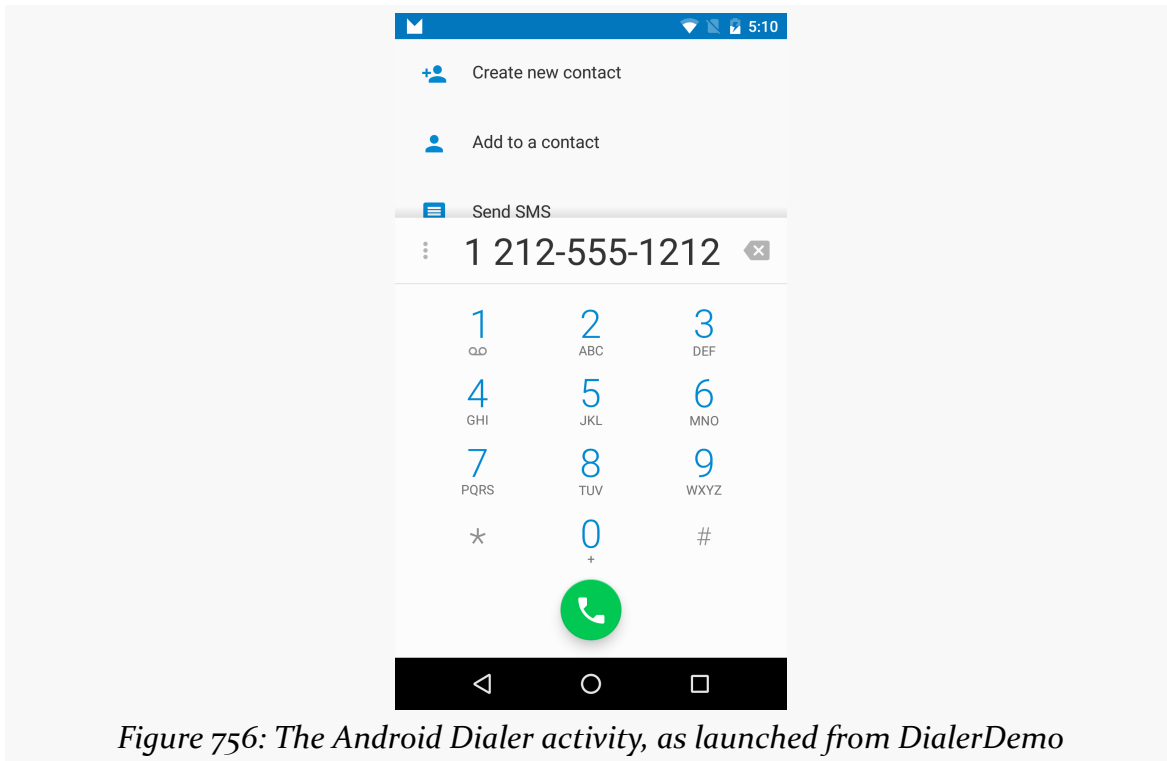 5:10
Create new contact
Add to a contact
Send SMS
1 212-555-1212
1 2 3
ABC DEF
4 5 6
GHI JKL MNO
7 8 9
PQRS TUV WXYZ
* 0 #
+
Figure 756: The Android Dialer activity, as launched from DialerDemo